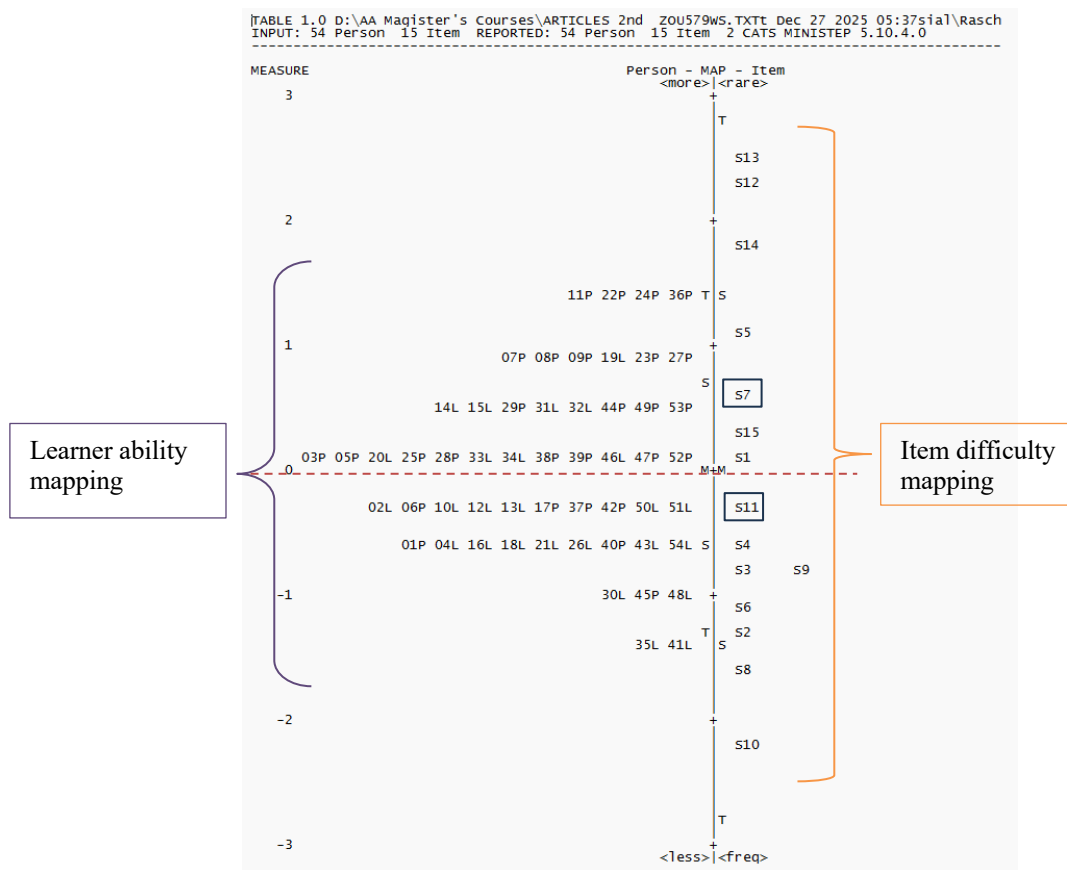 TABLE 1.0 D:\AA Maqister's Courses\ARTICLES 2nd  ZOU579WS.TXTt Dec 27 2025 05:37sial\Rasch
INPUT: 54 Person  15 Item  REPORTED: 54 Person  15 Item  2 CATS MINISTEP 5.10.4.0
--------------------------------------------------------------------------------
MEASURE Person - MAP - Item
<more>|<rare>
3 +
T
S13
S12
2 +
S14
11P 22P 24P 36P T|S
S5
1 +
07P 08P 09P 19L 23P 27P
S
S7
14L 15L 29P 31L 32L 44P 49P 53P
S15
03P 05P 20L 25P 28P 33L 34L 38P 39P 46L 47P 52P S1
0 M+M
Learner ability
mapping
Item difficulty
mapping
02L 06P 10L 12L 13L 17P 37P 42P 50L 51L S11
01P 04L 16L 18L 21L 26L 40P 43L 54L S| S4
S3 S9
-1 30L 45P 48L +
S6
T| S2
35L 41L |S
S8
-2 +
S10
T
-3 +
<less>|<freq>